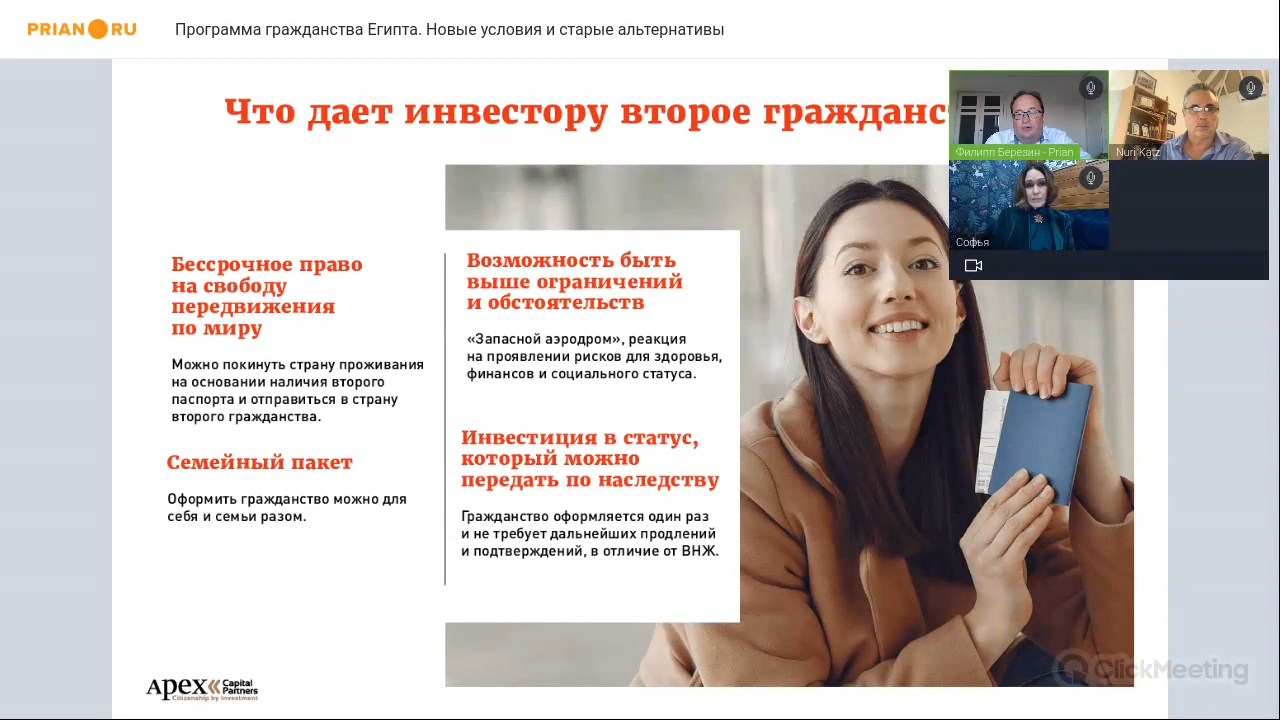 PRIAN RU
Программа гражданства Египта. Новые условия и старые альтернативы
Что дает инвестору второе
Филипп Березин - Prian
Nuri Katz
Софья
Бессрочное право
на свободу
передвижения
по миру
Можно покинуть страну проживания
на основании наличия второго
паспорта и отправиться в страну
второго гражданства.
Семейный пакет
Оформить гражданство можно для
себя и семьи разом.
Возможность быть
выше ограничений
и обстоятельств
«Запасной аэродром», реакция
на проявлении рисков для здоровья,
финансов и социального статуса.
Инвестиция в статус,
который можно
передать по наследству
Гражданство оформляется один раз
и не требует дальнейших продлений
и подтверждений, в отличие от ВНЖ.
Apex Capital
Partners
Citizenship by Investment
ClickMeeting